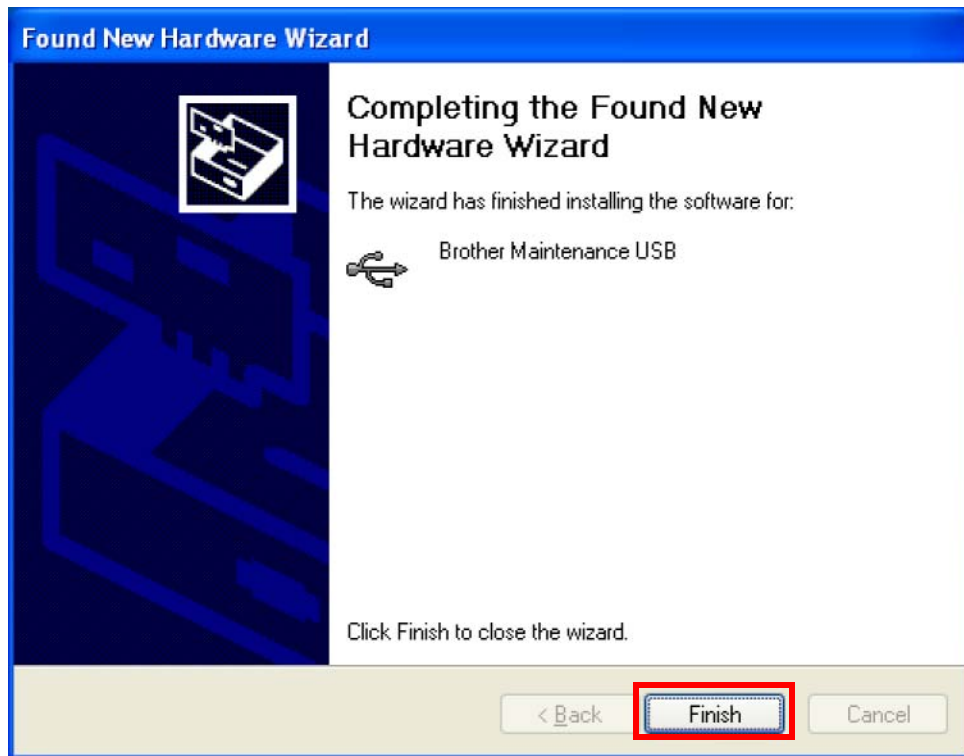 Found New Hardware Wizard
Completing the Found New
Hardware Wizard
The wizard has finished installing the software for:
Brother Maintenance USB
Click Finish to close the wizard.
< Back
Finish
Cancel